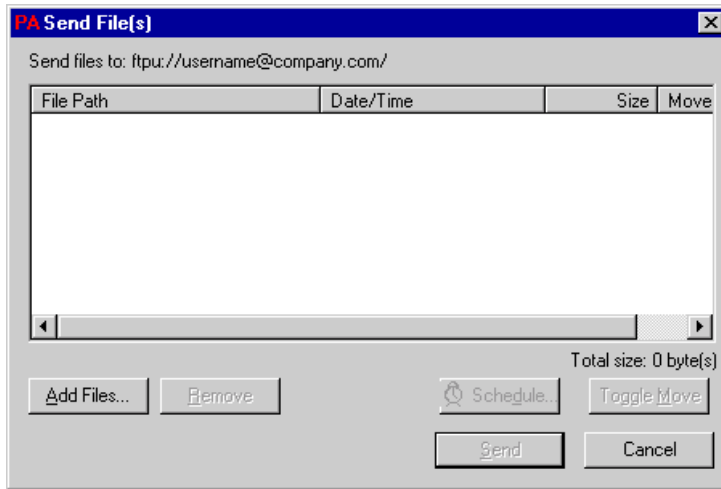 PA Send File(s)
Send files to: ftpu://username@company.com/
File Path Date/Time Size Move
Total size: 0 byte(s)
Add Files... Remove Schedule... Toggle Move
Send Cancel